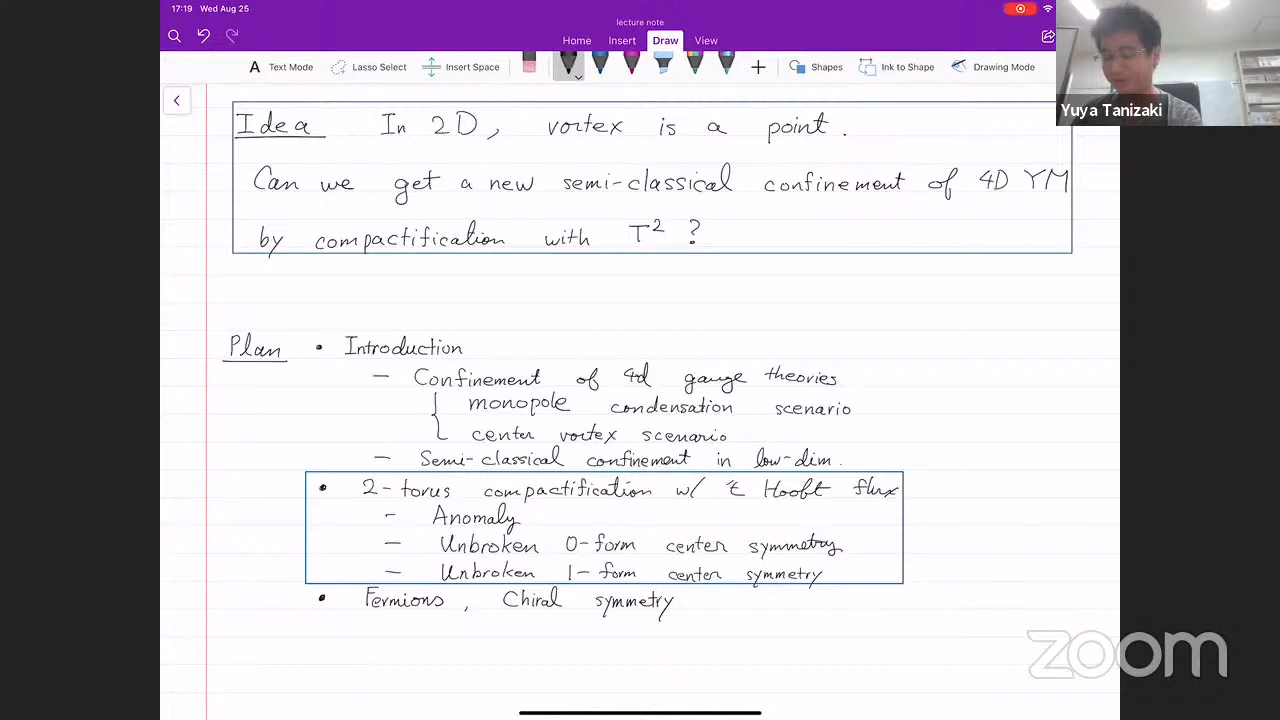 17:19 Wed Aug 25
lecture note
Home Insert Draw View
Text Mode Lasso Select Insert Space Shapes Ink to Shape Drawing Mode
Yuya Tanizaki
Idea In 2D, vortex is a point.
Can we get a new semi-classical confinement of 4D YM
by compactification with T² ?
Plan • Introduction
- Confinement of 4d gauge theories
{ monopole condensation scenario
center vortex scenario
- Semi-classical confinement in low-dim.
• 2-torus compactification w/ 't Hooft flux
- Anomaly
- Unbroken 0-form center symmetry
- Unbroken 1-form center symmetry
• Fermions, Chiral symmetry
zoom